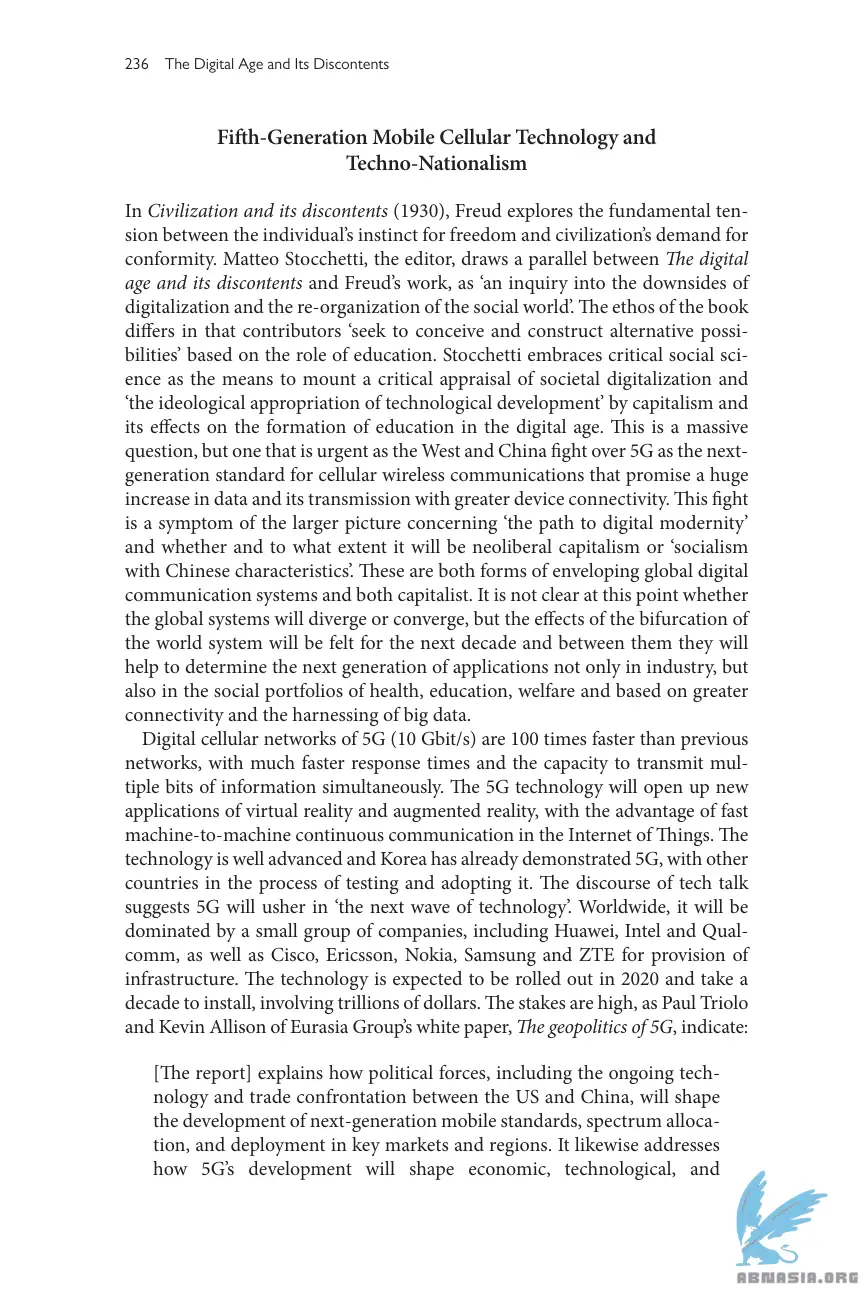 236 The Digital Age and Its Discontents
Fifth-Generation Mobile Cellular Technology and
Techno-Nationalism
In Civilization and its discontents (1930), Freud explores the fundamental ten-
sion between the individual’s instinct for freedom and civilization’s demand for
conformity. Matteo Stocchetti, the editor, draws a parallel between The digital
age and its discontents and Freud’s work, as ‘an inquiry into the downsides of
digitalization and the re-organization of the social world’. The ethos of the book
differs in that contributors ‘seek to conceive and construct alternative possi-
bilities’ based on the role of education. Stocchetti embraces critical social sci-
ence as the means to mount a critical appraisal of societal digitalization and
‘the ideological appropriation of technological development’ by capitalism and
its effects on the formation of education in the digital age. This is a massive
question, but one that is urgent as the West and China fight over 5G as the next-
generation standard for cellular wireless communications that promise a huge
increase in data and its transmission with greater device connectivity. This fight
is a symptom of the larger picture concerning ‘the path to digital modernity’
and whether and to what extent it will be neoliberal capitalism or ‘socialism
with Chinese characteristics’. These are both forms of enveloping global digital
communication systems and both capitalist. It is not clear at this point whether
the global systems will diverge or converge, but the effects of the bifurcation of
the world system will be felt for the next decade and between them they will
help to determine the next generation of applications not only in industry, but
also in the social portfolios of health, education, welfare and based on greater
connectivity and the harnessing of big data.
Digital cellular networks of 5G (10 Gbit/s) are 100 times faster than previous
networks, with much faster response times and the capacity to transmit mul-
tiple bits of information simultaneously. The 5G technology will open up new
applications of virtual reality and augmented reality, with the advantage of fast
machine-to-machine continuous communication in the Internet of Things. The
technology is well advanced and Korea has already demonstrated 5G, with other
countries in the process of testing and adopting it. The discourse of tech talk
suggests 5G will usher in ‘the next wave of technology’. Worldwide, it will be
dominated by a small group of companies, including Huawei, Intel and Qual-
comm, as well as Cisco, Ericsson, Nokia, Samsung and ZTE for provision of
infrastructure. The technology is expected to be rolled out in 2020 and take a
decade to install, involving trillions of dollars. The stakes are high, as Paul Triolo
and Kevin Allison of Eurasia Group’s white paper, The geopolitics of 5G, indicate:
[The report] explains how political forces, including the ongoing tech-
nology and trade confrontation between the US and China, will shape
the development of next-generation mobile standards, spectrum alloca-
tion, and deployment in key markets and regions. It likewise addresses
how 5G’s development will shape economic, technological, and
ABNASIA.ORG